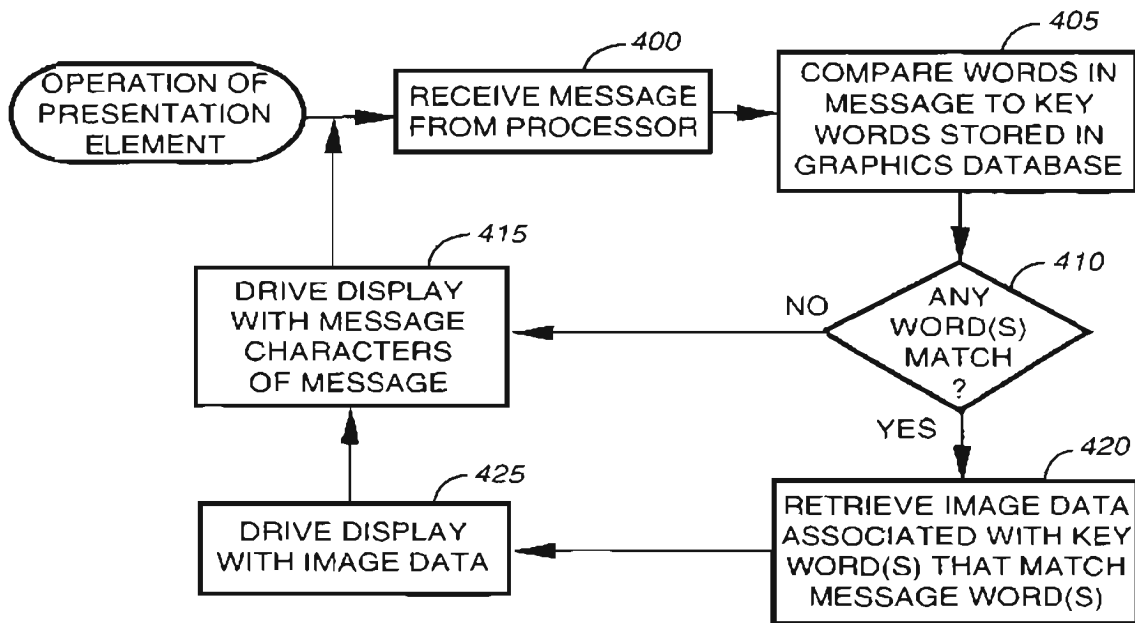 OPERATION OF
PRESENTATION
ELEMENT
400
RECEIVE MESSAGE
FROM PROCESSOR
405
COMPARE WORDS IN
MESSAGE TO KEY
WORDS STORED IN
GRAPHICS DATABASE
410
ANY
WORD(S)
MATCH
?
NO
YES
415
DRIVE DISPLAY
WITH MESSAGE
CHARACTERS
OF MESSAGE
420
RETRIEVE IMAGE DATA
ASSOCIATED WITH KEY
WORD(S) THAT MATCH
MESSAGE WORD(S)
425
DRIVE DISPLAY
WITH IMAGE DATA